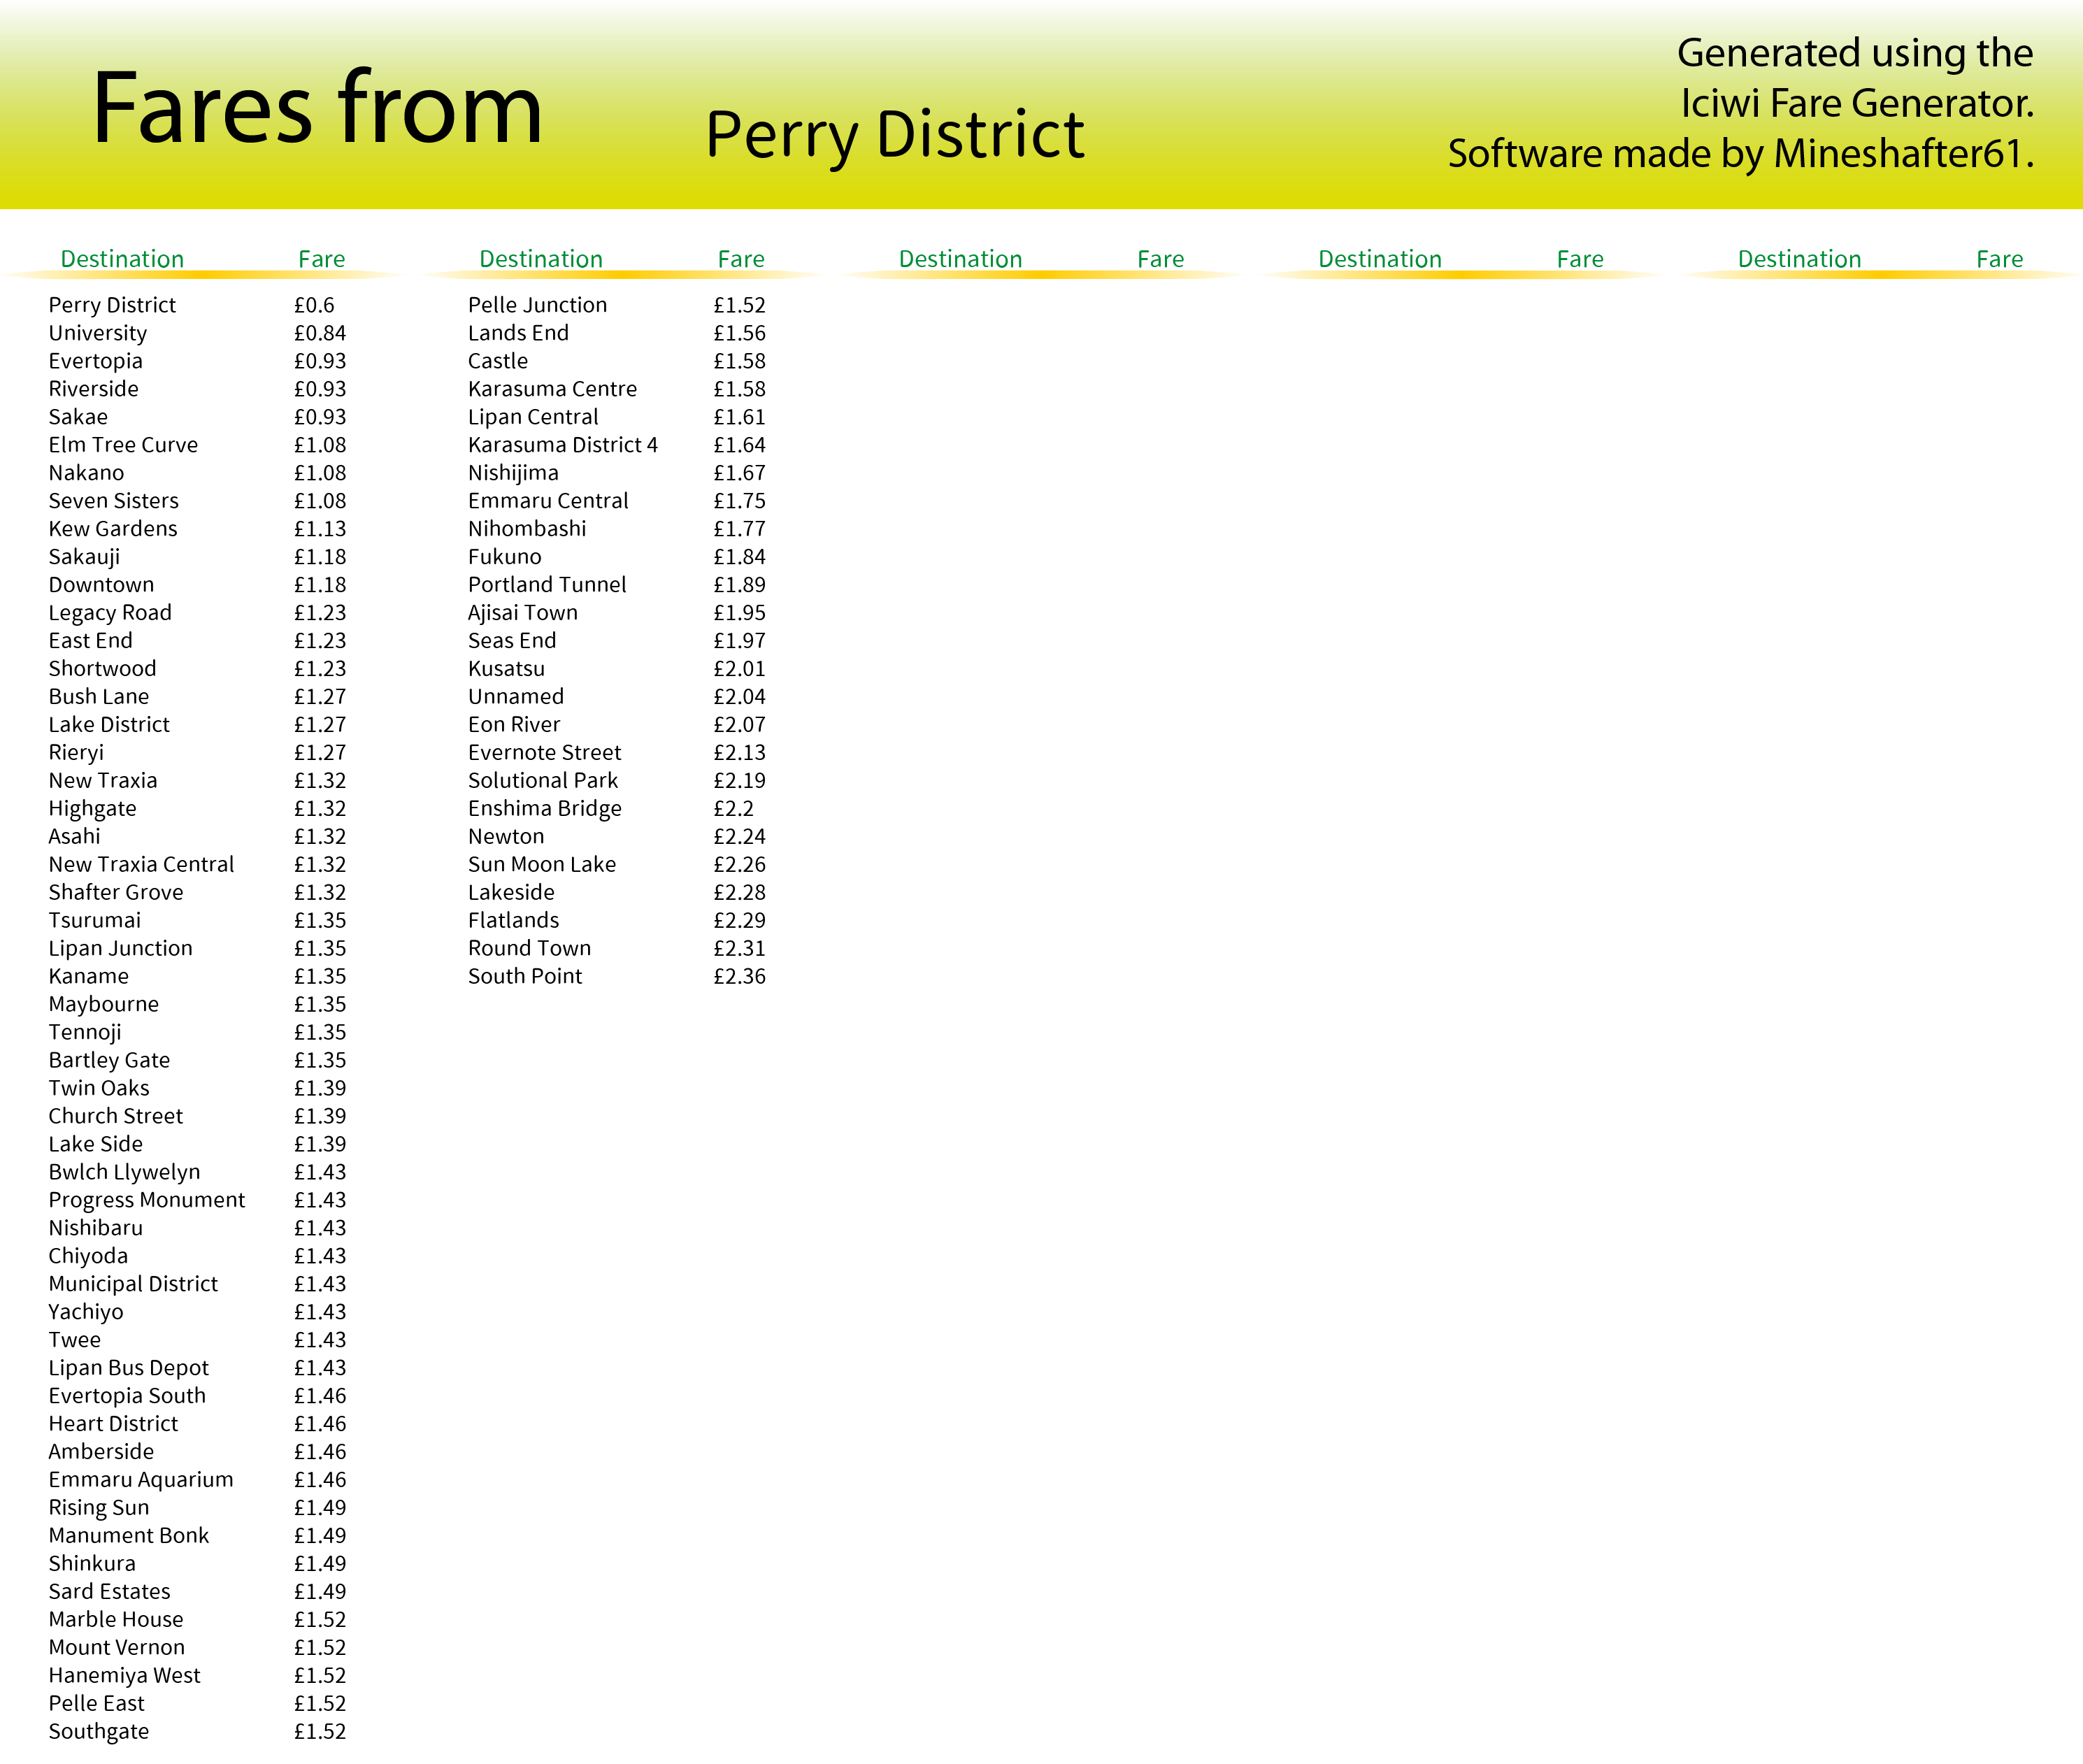 Fares from Perry District
Generated using the
Iciwi Fare Generator.
Software made by Mineshafter61.
Destination Fare Destination Fare Destination Fare Destination Fare Destination Fare
Perry District £0.6
University £0.84
Evertopia £0.93
Riverside £0.93
Sakae £0.93
Elm Tree Curve £1.08
Nakano £1.08
Seven Sisters £1.08
Kew Gardens £1.13
Sakauji £1.18
Downtown £1.18
Legacy Road £1.23
East End £1.23
Shortwood £1.23
Bush Lane £1.27
Lake District £1.27
Rieryi £1.27
New Traxia £1.32
Highgate £1.32
Asahi £1.32
New Traxia Central £1.32
Shafter Grove £1.32
Tsurumai £1.35
Lipan Junction £1.35
Kaname £1.35
Maybourne £1.35
Tennoji £1.35
Bartley Gate £1.35
Twin Oaks £1.39
Church Street £1.39
Lake Side £1.39
Bwlch Llywelyn £1.43
Progress Monument £1.43
Nishibaru £1.43
Chiyoda £1.43
Municipal District £1.43
Yachiyo £1.43
Twee £1.43
Lipan Bus Depot £1.43
Evertopia South £1.46
Heart District £1.46
Amberside £1.46
Emmaru Aquarium £1.46
Rising Sun £1.49
Manument Bonk £1.49
Shinkura £1.49
Sard Estates £1.49
Marble House £1.52
Mount Vernon £1.52
Hanemiya West £1.52
Pelle East £1.52
Southgate £1.52
Pelle Junction £1.52
Lands End £1.56
Castle £1.58
Karasuma Centre £1.58
Lipan Central £1.61
Karasuma District 4 £1.64
Nishijima £1.67
Emmaru Central £1.75
Nihombashi £1.77
Fukuno £1.84
Portland Tunnel £1.89
Ajisai Town £1.95
Seas End £1.97
Kusatsu £2.01
Unnamed £2.04
Eon River £2.07
Evernote Street £2.13
Solutional Park £2.19
Enshima Bridge £2.2
Newton £2.24
Sun Moon Lake £2.26
Lakeside £2.28
Flatlands £2.29
Round Town £2.31
South Point £2.36